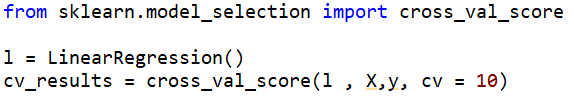 from sklearn.model_selection import cross_val_score
l = LinearRegression()
cv_results = cross_val_score(l , X,y, cv = 10)